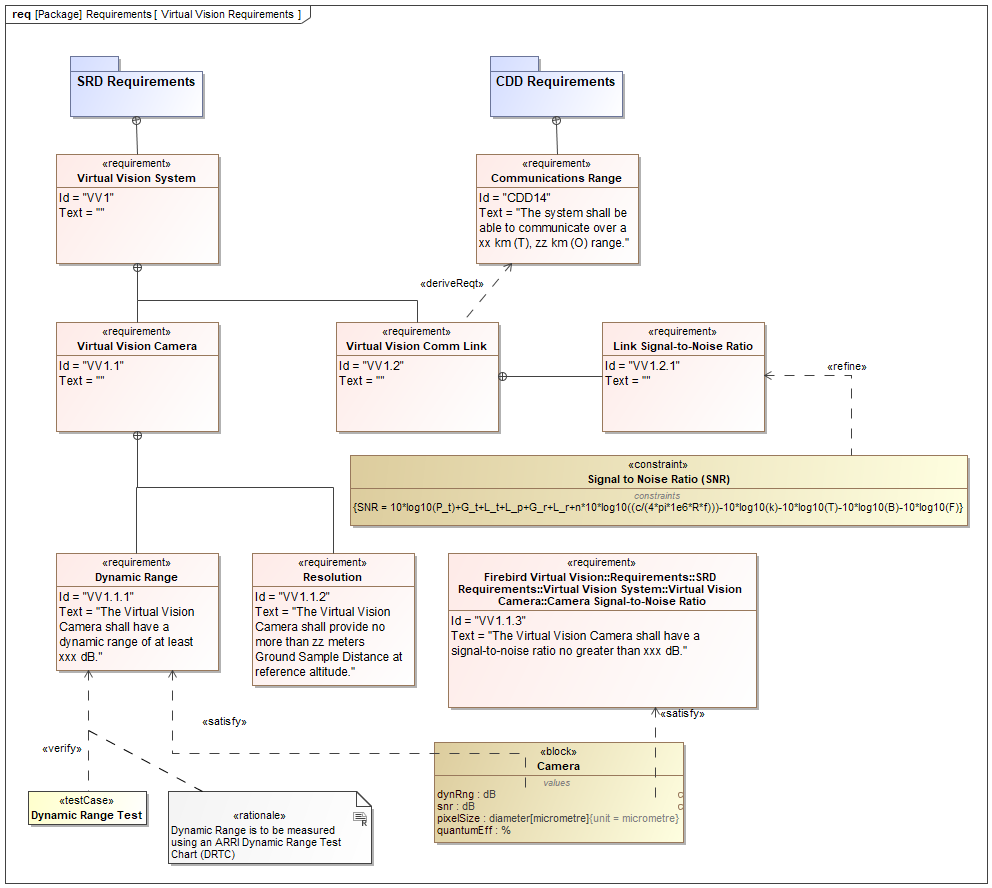 req [Package] Requirements [ Virtual Vision Requirements ]
SRD Requirements
CDD Requirements
«requirement»
Virtual Vision System
Id = "VV1"
Text = ""
«requirement»
Communications Range
Id = "CDD14"
Text = "The system shall be
able to communicate over a
xx km (T), zz km (O) range."
«deriveReqt»
«requirement»
Virtual Vision Camera
Id = "VV1.1"
Text = ""
«requirement»
Virtual Vision Comm Link
Id = "VV1.2"
Text = ""
«requirement»
Link Signal-to-Noise Ratio
Id = "VV1.2.1"
Text = ""
«refine»
«constraint»
Signal to Noise Ratio (SNR)
constraints
{SNR = 10*log10(P_t)+G_t+L_t+L_p+G_r+L_r+n*10*log10((c/(4*pi*1e6*R*f)))-10*log10(k)-10*log10(T)-10*log10(B)-10*log10(F)}
«requirement»
Dynamic Range
Id = "VV1.1.1"
Text = "The Virtual Vision
Camera shall have a
dynamic range of at least
xxx dB."
«requirement»
Resolution
Id = "VV1.1.2"
Text = "The Virtual Vision
Camera shall provide no
more than zz meters
Ground Sample Distance at
reference altitude."
«requirement»
Firebird Virtual Vision::Requirements::SRD
Requirements::Virtual Vision System::Virtual Vision
Camera::Camera Signal-to-Noise Ratio
Id = "VV1.1.3"
Text = "The Virtual Vision Camera shall have a
signal-to-noise ratio no greater than xxx dB."
«satisfy»
«satisfy»
«verify»
«block»
Camera
values
dynRng : dB c
snr : dB c
pixelSize : diameter[micrometre]{unit = micrometre}
quantumEff : %
«testCase»
Dynamic Range Test
«rationale»
Dynamic Range is to be measured
using an ARRI Dynamic Range Test
Chart (DRTC)